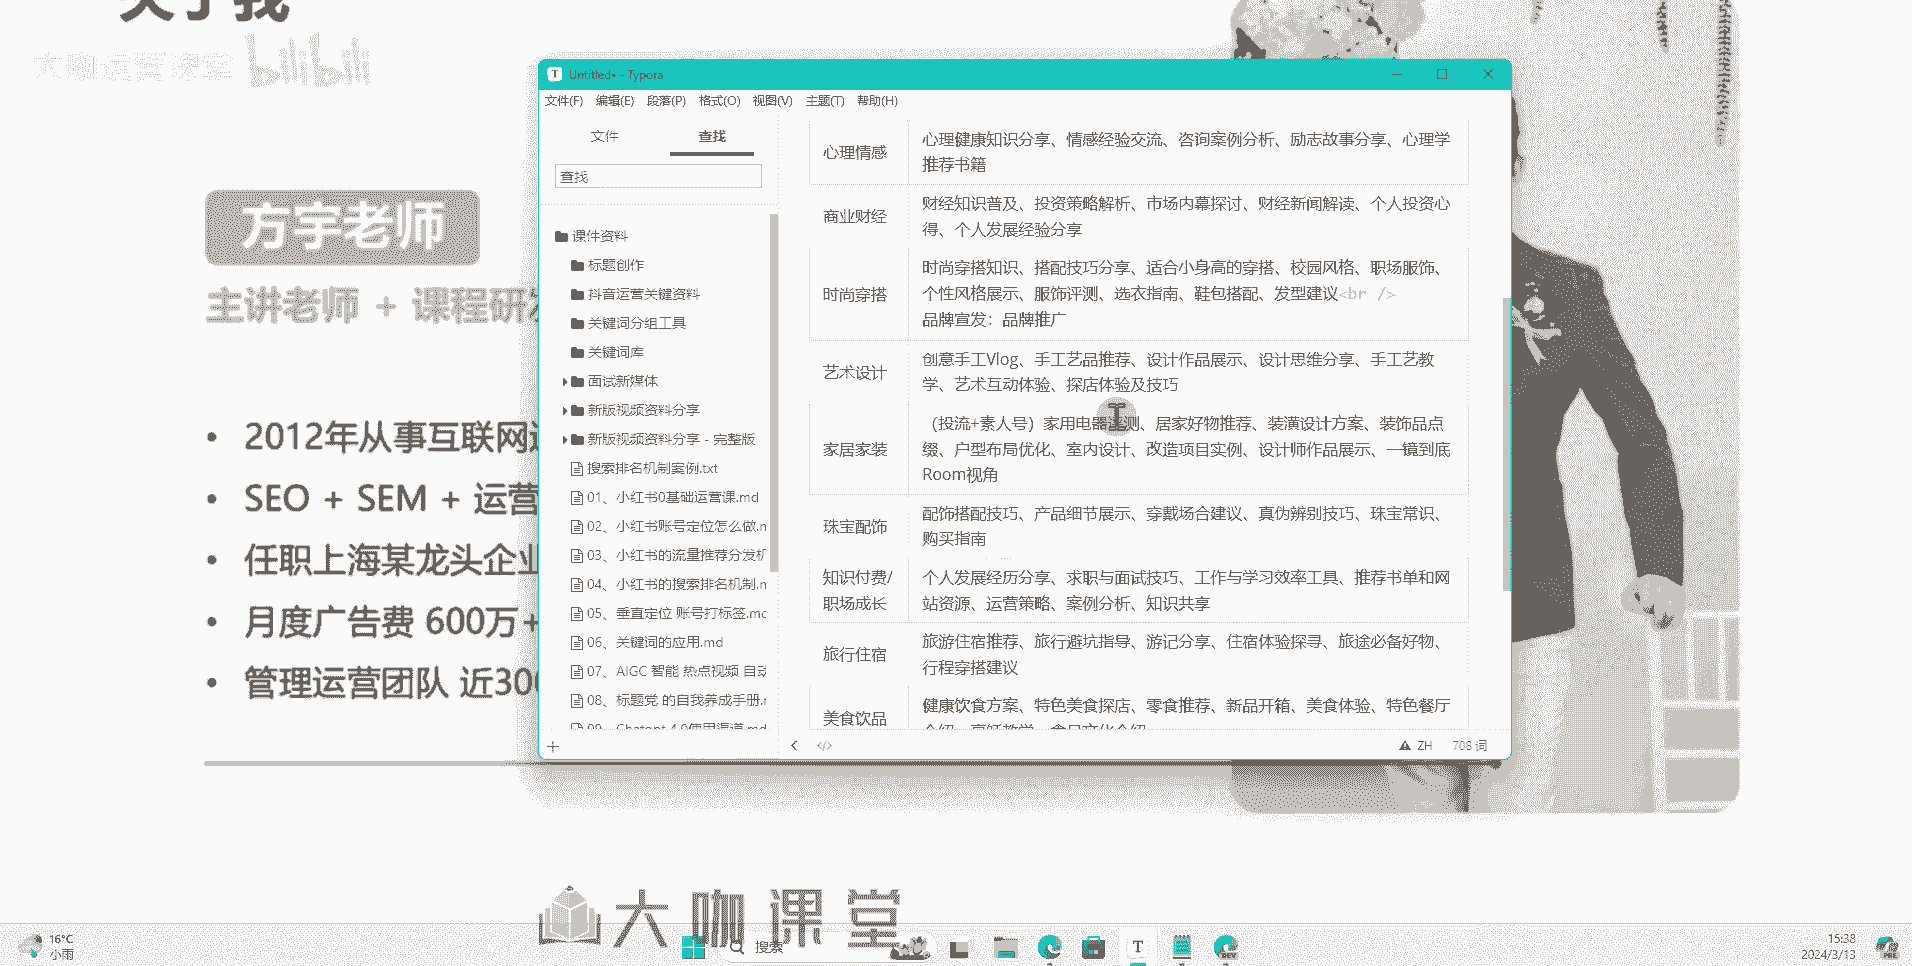 关于我
大咖运营课堂 bilibili
方宇老师
主讲老师 + 课程研发
• 2012年从事互联网
• SEO + SEM + 运营
• 任职上海某龙头企业
• 月度广告费 600万+
• 管理运营团队 近300
Untitled• - Typora
文件(F) 编辑(E) 段落(P) 格式(O) 视图(V) 主题(T) 帮助(H)
文件 查找
查找
课件资料
标题创作
抖音运营关键资料
关键词分组工具
关键词库
面试新媒体
新版视频资料分享
新版视频资料分享 - 完整版
搜索排名机制案例.txt
01、小红书0基础运营课.md
02、小红书账号定位怎么做.n
03、小红书的流量推荐分发机
04、小红书的搜索排名机制.n
05、垂直定位 账号打标签.mc
06、关键词的应用.md
07、AIGC 智能 热点视频 自动
08、标题党 的自我养成手册.r
09、Chatgpt 4.0使用渠道.md
心理情感
心理健康知识分享、情感经验交流、咨询案例分析、励志故事分享、心理学
推荐书籍
商业财经
财经知识普及、投资策略解析、市场内幕探讨、财经新闻解读、个人投资心
得、个人发展经验分享
时尚穿搭
时尚穿搭知识、搭配技巧分享、适合小身高的穿搭、校园风格、职场服饰、
个性风格展示、服饰评测、选衣指南、鞋包搭配、发型建议<br />
品牌宣发：品牌推广
艺术设计
创意手工Vlog、手工艺品推荐、设计作品展示、设计思维分享、手工艺教
学、艺术互动体验、探店体验及技巧
家居家装
（投流+素人号）家用电器速测、居家好物推荐、装潢设计方案、装饰品点
缀、户型布局优化、室内设计、改造项目实例、设计师作品展示、一镜到底
Room视角
珠宝配饰
配饰搭配技巧、产品细节展示、穿戴场合建议、真伪辨别技巧、珠宝常识、
购买指南
知识付费/
职场成长
个人发展经历分享、求职与面试技巧、工作与学习效率工具、推荐书单和网
站资源、运营策略、案例分析、知识共享
旅行住宿
旅游住宿推荐、旅行避坑指导、游记分享、住宿体验探寻、旅途必备好物、
行程穿搭建议
美食饮品
健康饮食方案、特色美食探店、零食推荐、新品开箱、美食体验、特色餐厅
介绍、烹饪教学、食品文化介绍
ZH 708 词
大咖课堂
16°C
小雨
搜索
15:38
2024/3/13